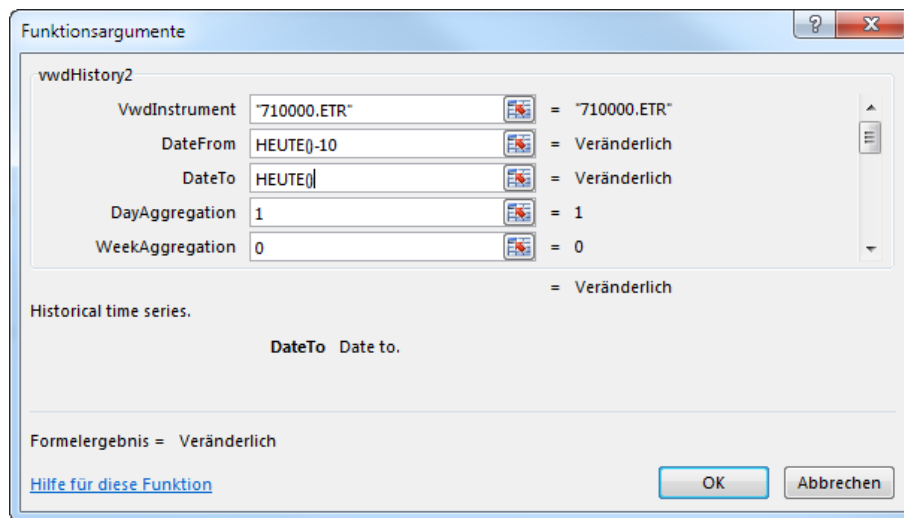 Funktionsargumente
vwdHistory2
VwdInstrument "710000.ETR" = "710000.ETR"
DateFrom HEUTE()-10 = Veränderlich
DateTo HEUTE() = Veränderlich
DayAggregation 1 = 1
WeekAggregation 0 = 0
= Veränderlich
Historical time series.
DateTo Date to.
Formelergebnis = Veränderlich
Hilfe für diese Funktion OK Abbrechen